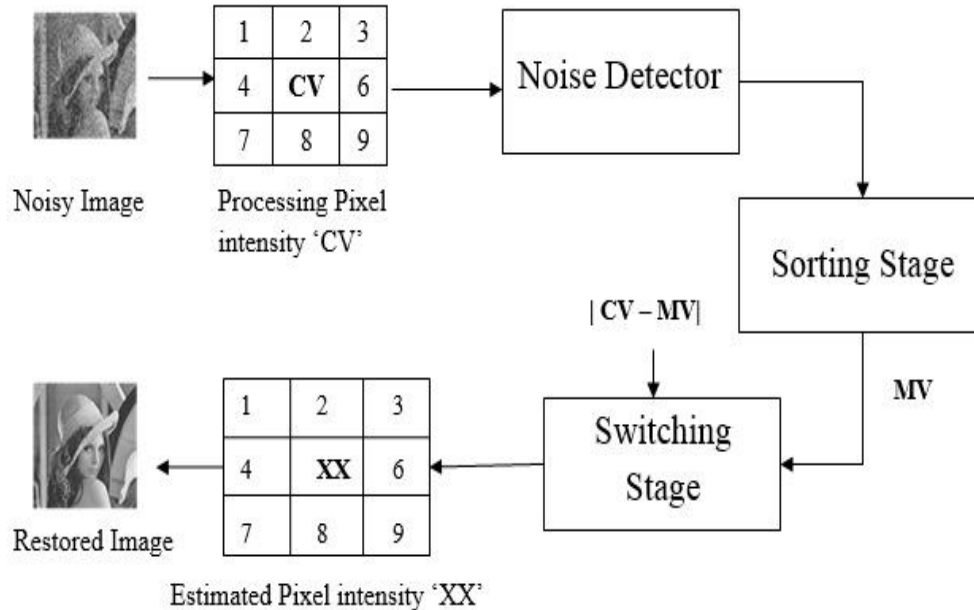 1 2 3
4 CV 6
7 8 9
Noisy Image
Processing Pixel
intensity ‘CV’
Noise Detector
Sorting Stage
MV
| CV – MV|
Switching
Stage
1 2 3
4 XX 6
7 8 9
Restored Image
Estimated Pixel intensity ‘XX’